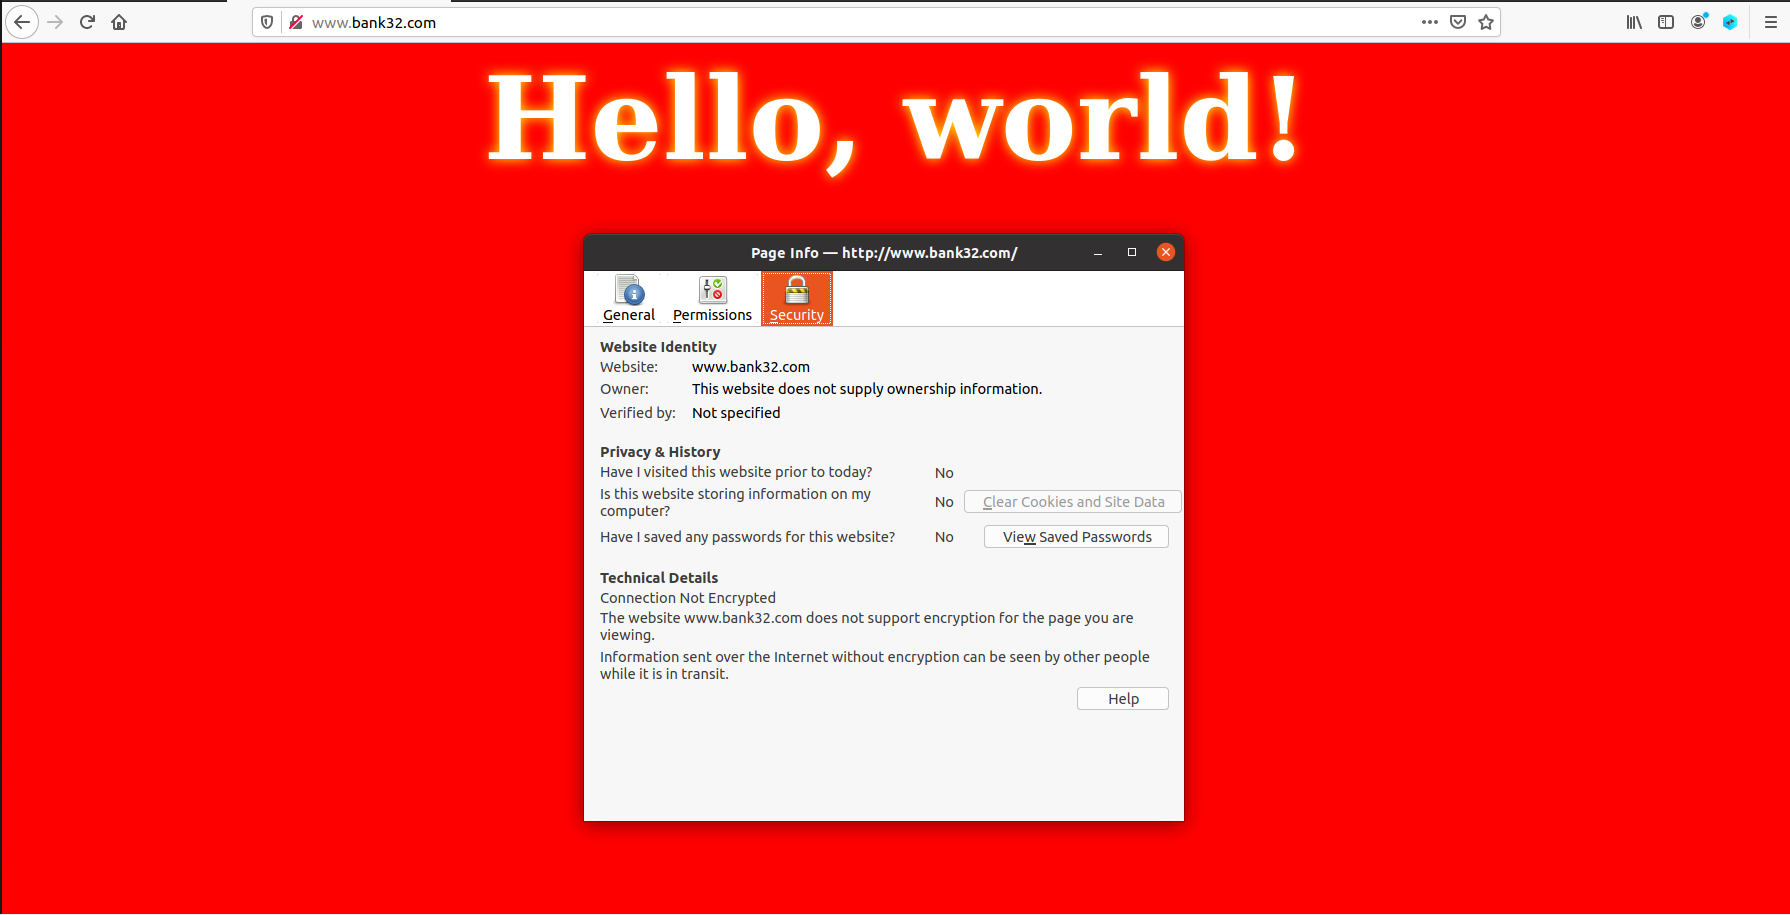 www.bank32.com
Hello, world!
Page Info — http://www.bank32.com/
General Permissions Security
Website Identity
Website: www.bank32.com
Owner: This website does not supply ownership information.
Verified by: Not specified
Privacy & History
Have I visited this website prior to today? No
Is this website storing information on my
computer?
No Clear Cookies and Site Data
Have I saved any passwords for this website? No View Saved Passwords
Technical Details
Connection Not Encrypted
The website www.bank32.com does not support encryption for the page you are
viewing.
Information sent over the Internet without encryption can be seen by other people
while it is in transit.
Help